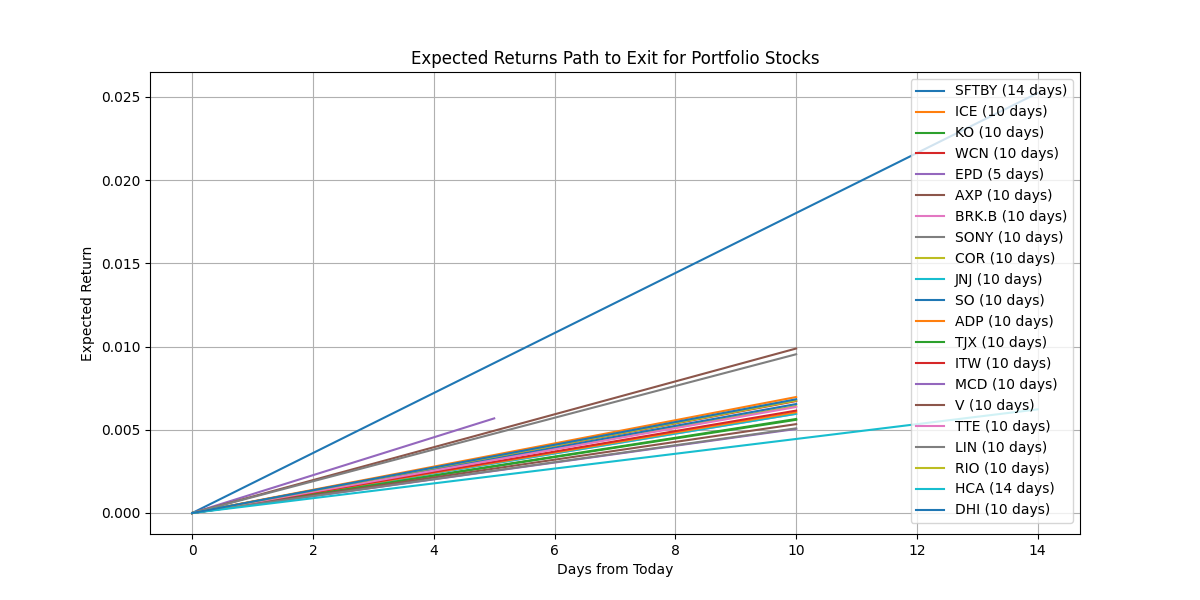 Expected Returns Path to Exit for Portfolio Stocks
Expected Return
0.025
0.020
0.015
0.010
0.005
0.000
0 2 4 6 8 10 12 14
Days from Today
SFTBY (14 days)
ICE (10 days)
KO (10 days)
WCN (10 days)
EPD (5 days)
AXP (10 days)
BRK.B (10 days)
SONY (10 days)
COR (10 days)
JNJ (10 days)
SO (10 days)
ADP (10 days)
TJX (10 days)
ITW (10 days)
MCD (10 days)
V (10 days)
TTE (10 days)
LIN (10 days)
RIO (10 days)
HCA (14 days)
DHI (10 days)